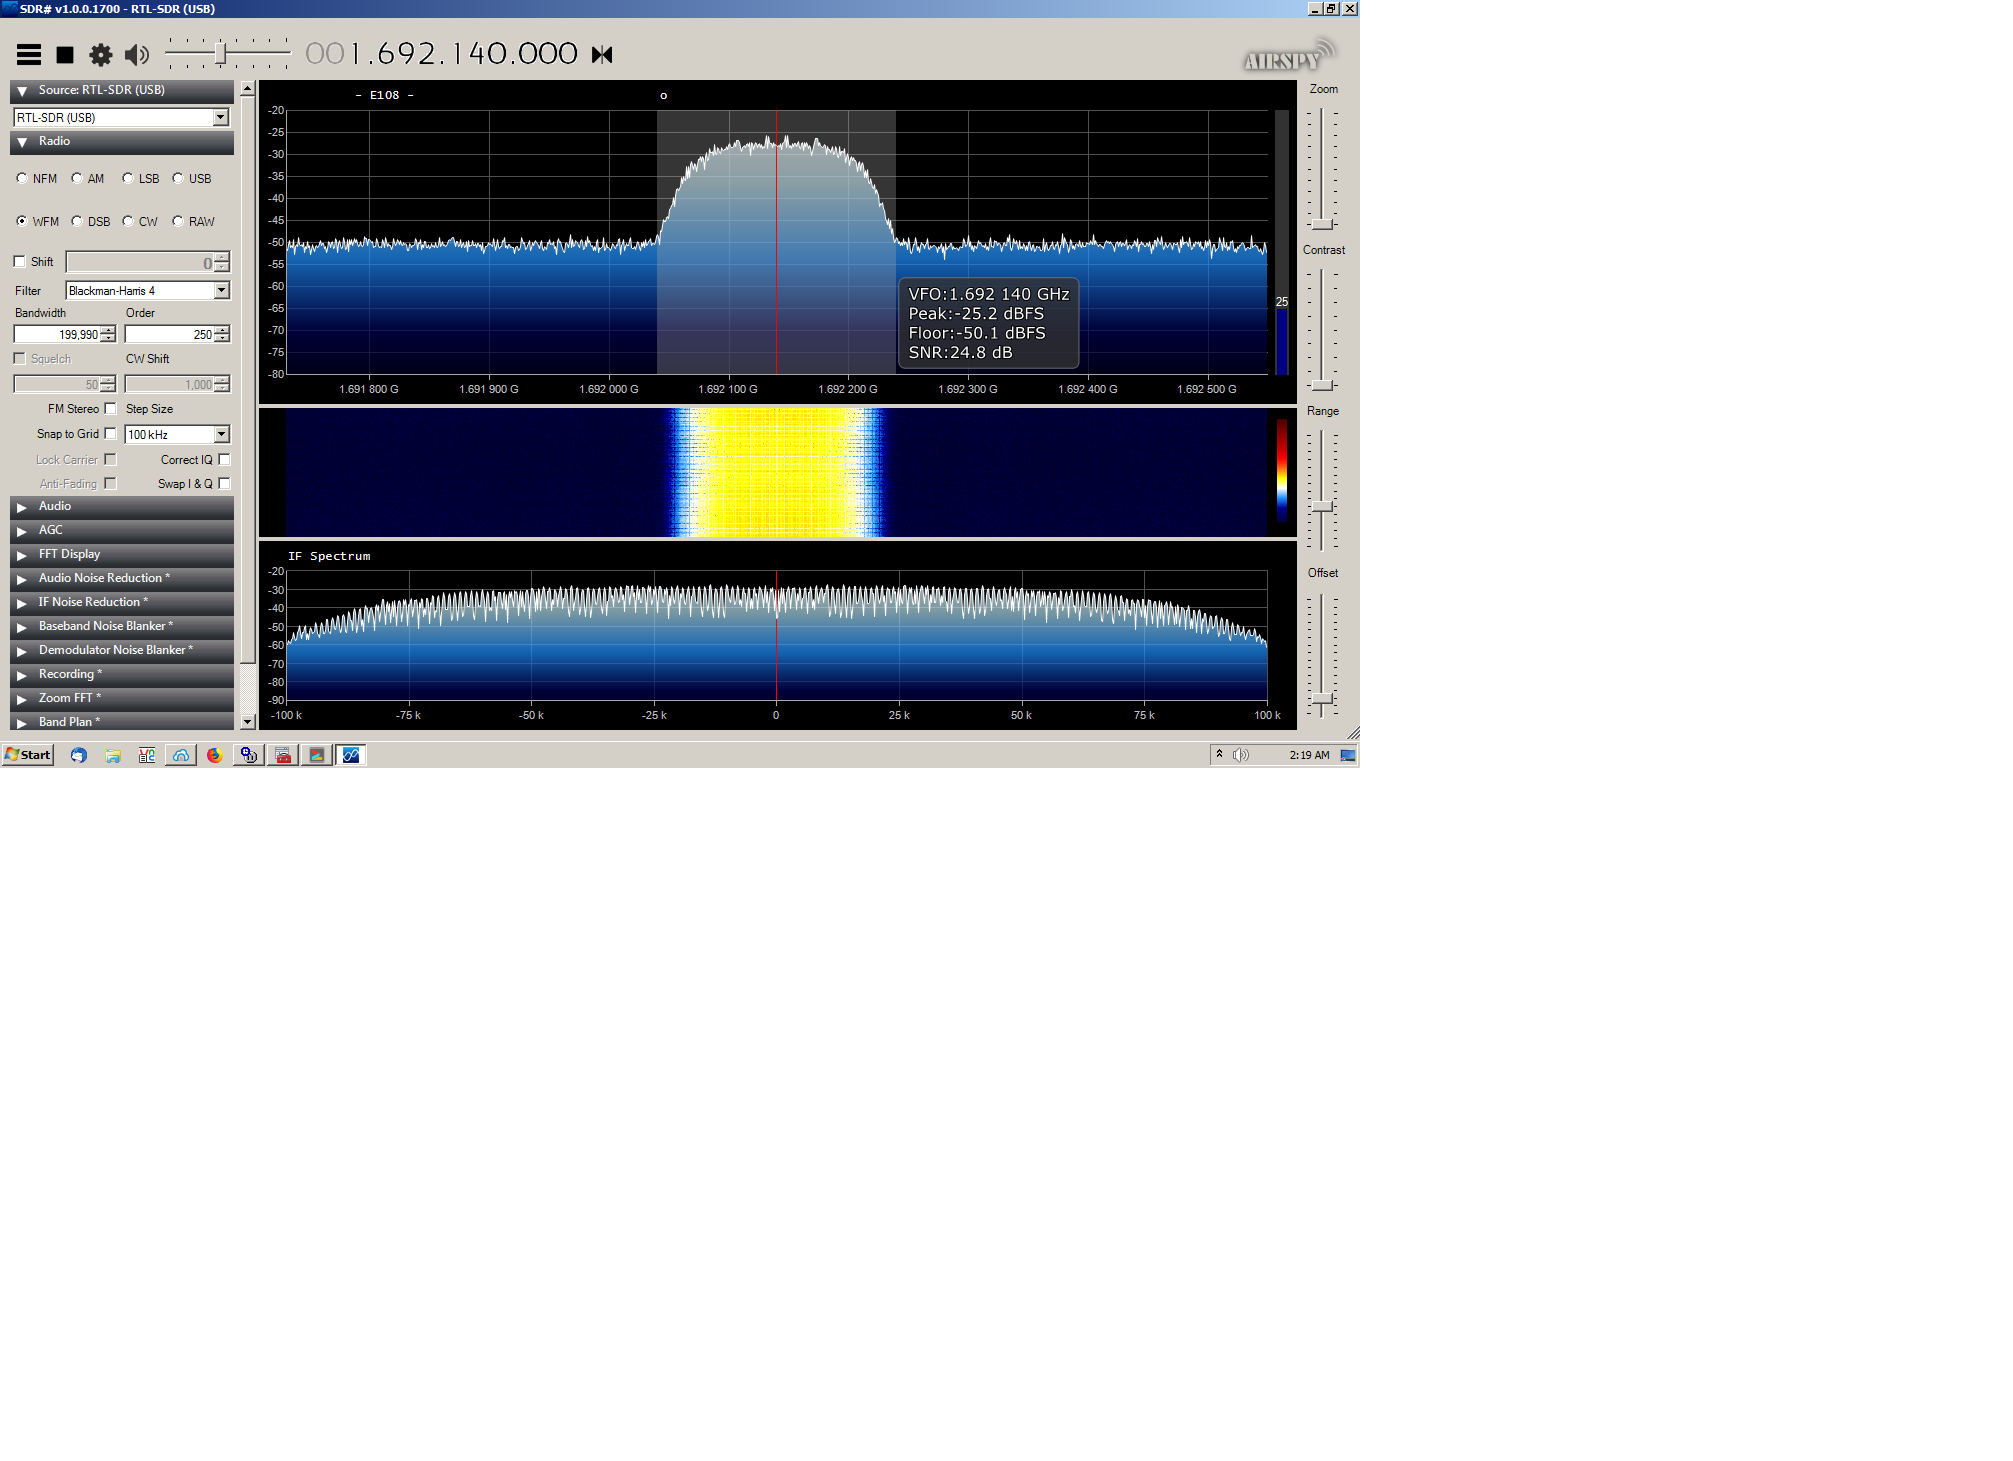 SDR# v1.0.0.1700 - RTL-SDR (USB)
001.692.140.000
AIRSPY
Source: RTL-SDR (USB)
RTL-SDR (USB)
Radio
NFM AM LSB USB
WFM DSB CW RAW
Shift 0
Filter Blackman-Harris 4
Bandwidth Order
199,990 250
Squelch CW Shift
50 1,000
FM Stereo Step Size
Snap to Grid 100 kHz
Lock Carrier Correct IQ
Anti-Fading Swap I & Q
Audio
AGC
FFT Display
Audio Noise Reduction *
IF Noise Reduction *
Baseband Noise Blanker *
Demodulator Noise Blanker *
Recording *
Zoom FFT *
Band Plan *
- E108 - o
-20
-25
-30
-35
-40
-45
-50
-55
-60
-65
-70
-75
-80
25
VFO:1.692 140 GHz
Peak:-25.2 dBFS
Floor:-50.1 dBFS
SNR:24.8 dB
1.691 800 G 1.691 900 G 1.692 000 G 1.692 100 G 1.692 200 G 1.692 300 G 1.692 400 G 1.692 500 G
IF Spectrum
-20
-30
-40
-50
-60
-70
-80
-90
-100 k -75 k -50 k -25 k 0 25 k 50 k 75 k 100 k
Zoom
Contrast
Range
Offset
Start
2:19 AM